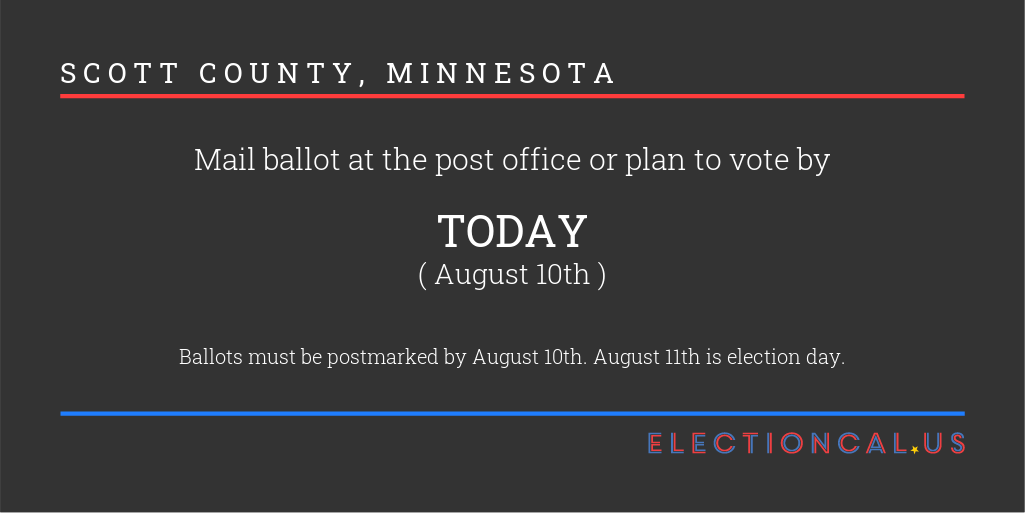 SCOTT COUNTY, MINNESOTA
Mail ballot at the post office or plan to vote by
TODAY
( August 10th )
Ballots must be postmarked by August 10th. August 11th is election day.
ELECTIONCAL.US